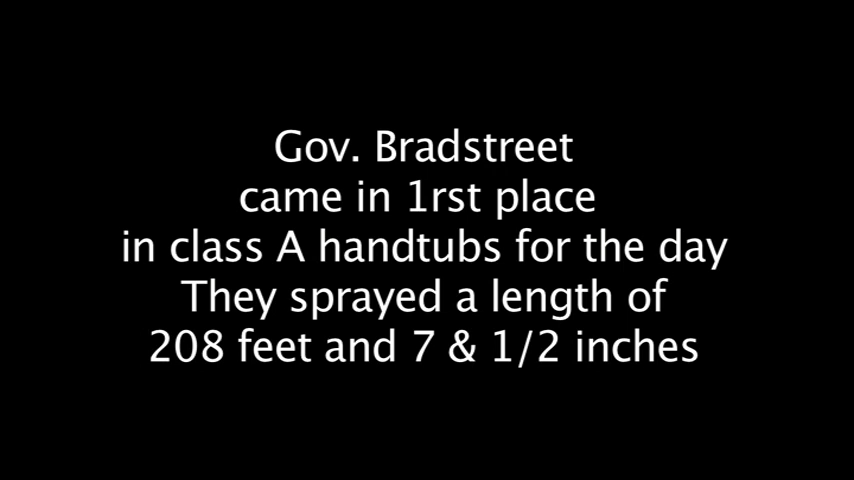 Gov. Bradstreet
came in 1rst place
in class A handtubs for the day
They sprayed a length of
208 feet and 7 & 1/2 inches